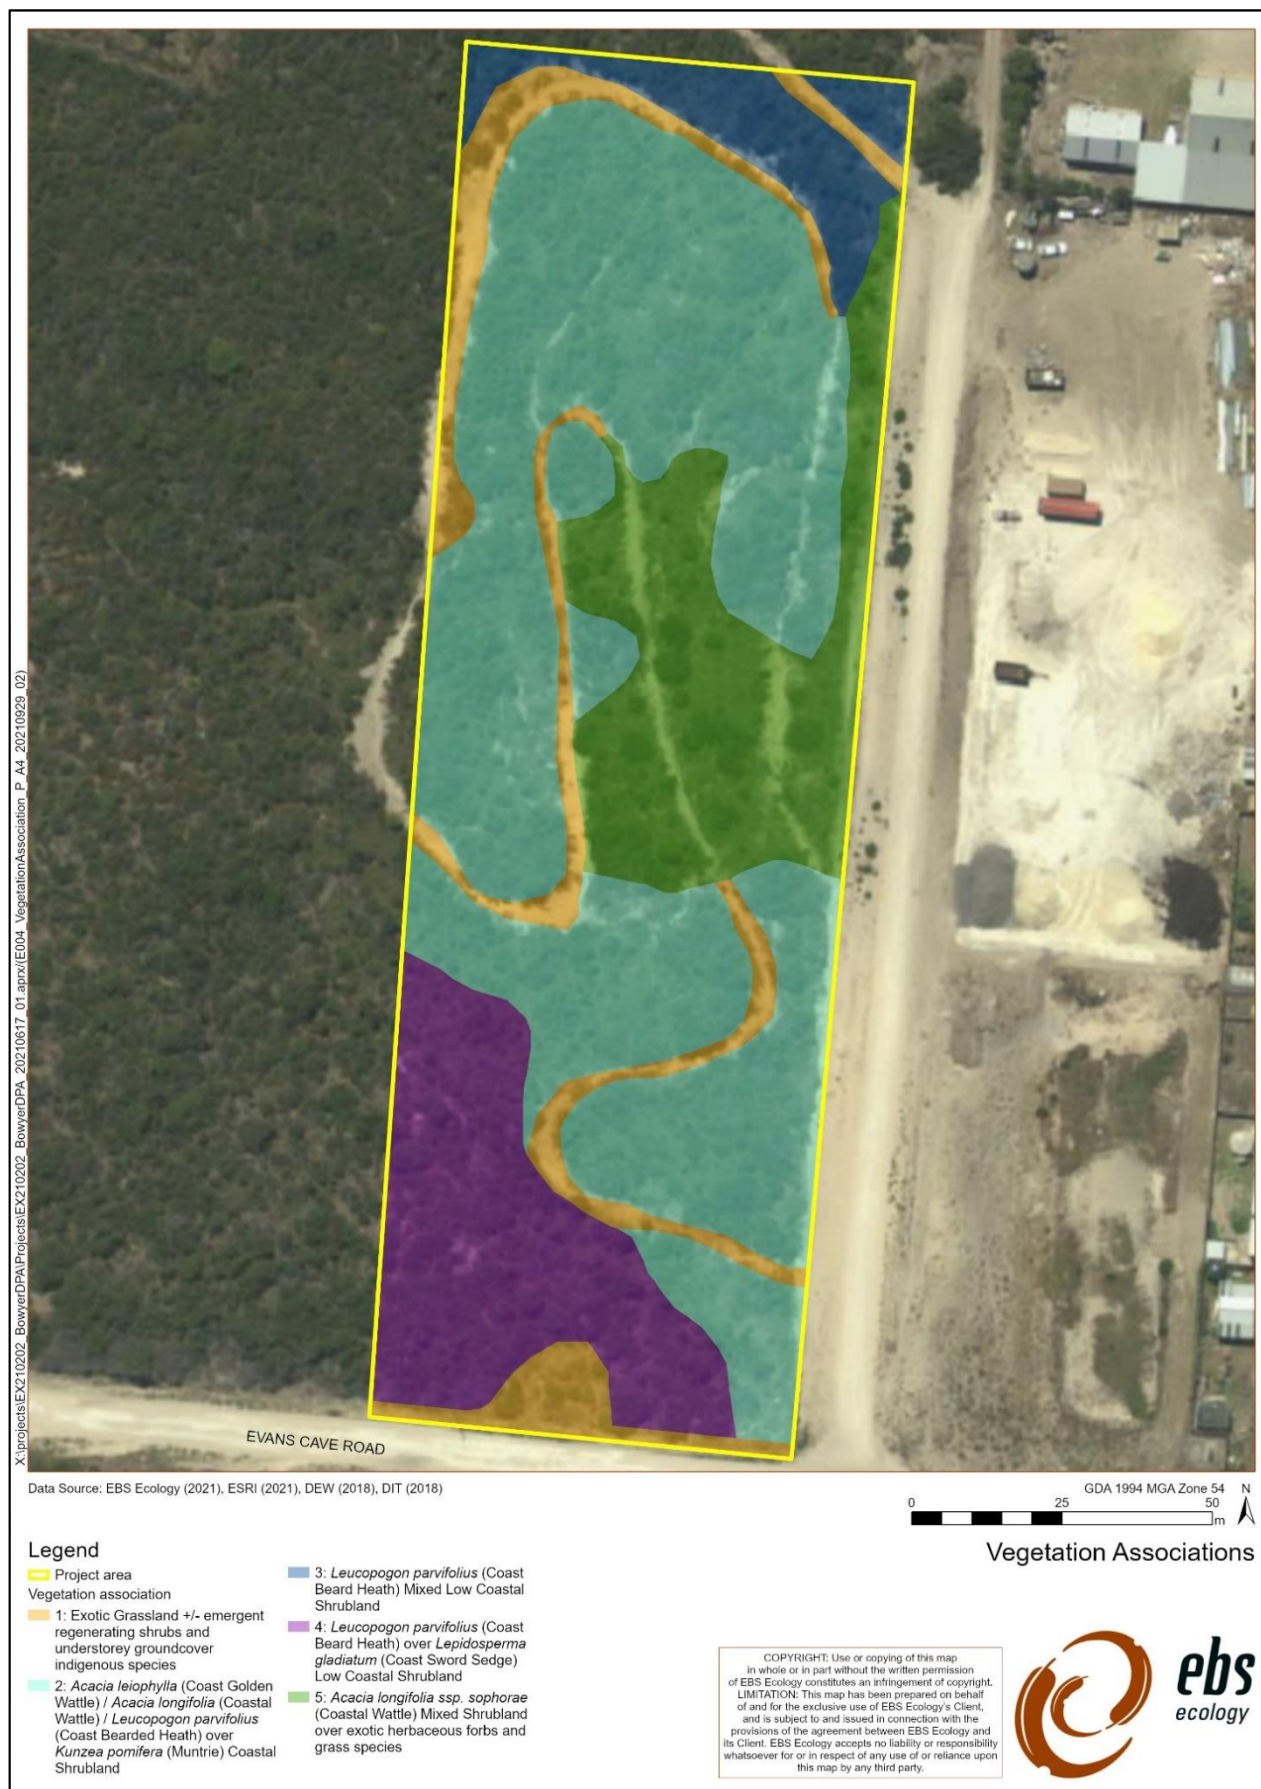 X:\projects\EX210202_BowyerDPA\Projects\EX210202_BowyerDPA_20210617_01.aprx/(E004_VegetationAssociation_P_A4_20210929_02)
EVANS CAVE ROAD
Data Source: EBS Ecology (2021), ESRI (2021), DEW (2018), DIT (2018)
GDA 1994 MGA Zone 54
N
0 25 50
m
Vegetation Associations
Legend
Project area
Vegetation association
1: Exotic Grassland +/- emergent
regenerating shrubs and
understorey groundcover
indigenous species
2: Acacia leiophylla (Coast Golden
Wattle) / Acacia longifolia (Coastal
Wattle) / Leucopogon parvifolius
(Coast Bearded Heath) over
Kunzea pomifera (Muntrie) Coastal
Shrubland
3: Leucopogon parvifolius (Coast
Beard Heath) Mixed Low Coastal
Shrubland
4: Leucopogon parvifolius (Coast
Beard Heath) over Lepidosperma
gladiatum (Coast Sword Sedge)
Low Coastal Shrubland
5: Acacia longifolia ssp. sophorae
(Coastal Wattle) Mixed Shrubland
over exotic herbaceous forbs and
grass species
COPYRIGHT: Use or copying of this map
in whole or in part without the written permission
of EBS Ecology constitutes an infringement of copyright.
LIMITATION: This map has been prepared on behalf
of and for the exclusive use of EBS Ecology's Client,
and is subject to and issued in connection with the
provisions of the agreement between EBS Ecology and
its Client. EBS Ecology accepts no liability or responsibility
whatsoever for or in respect of any use of or reliance upon
this map by any third party.
ebs
ecology